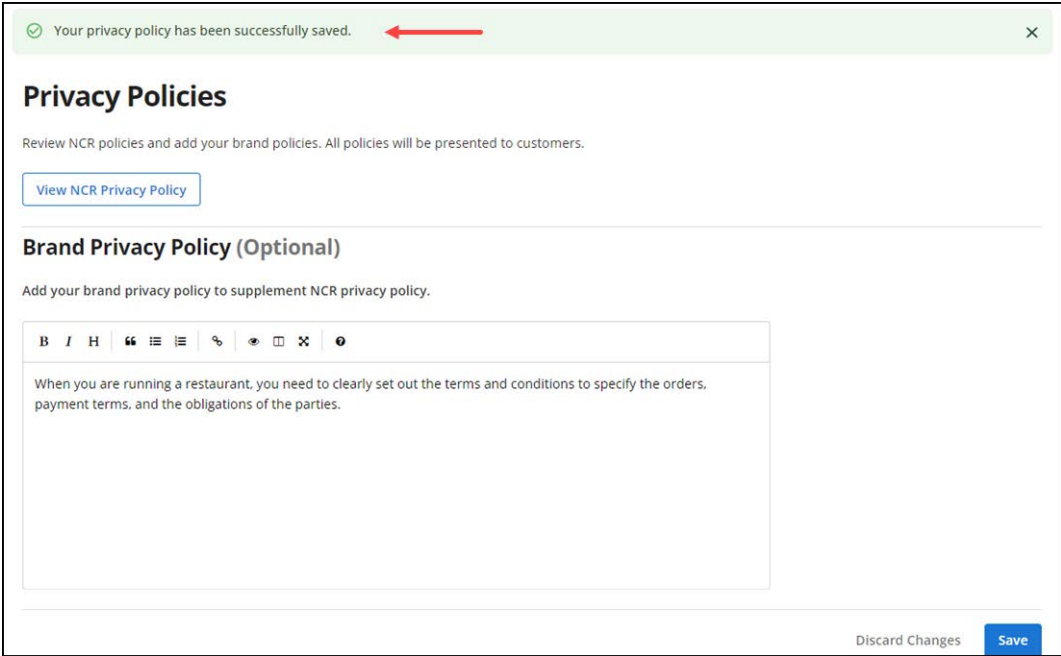 Your privacy policy has been successfully saved.
Privacy Policies
Review NCR policies and add your brand policies. All policies will be presented to customers.
View NCR Privacy Policy
Brand Privacy Policy (Optional)
Add your brand privacy policy to supplement NCR privacy policy.
B I H
When you are running a restaurant, you need to clearly set out the terms and conditions to specify the orders,
payment terms, and the obligations of the parties.
Discard Changes Save